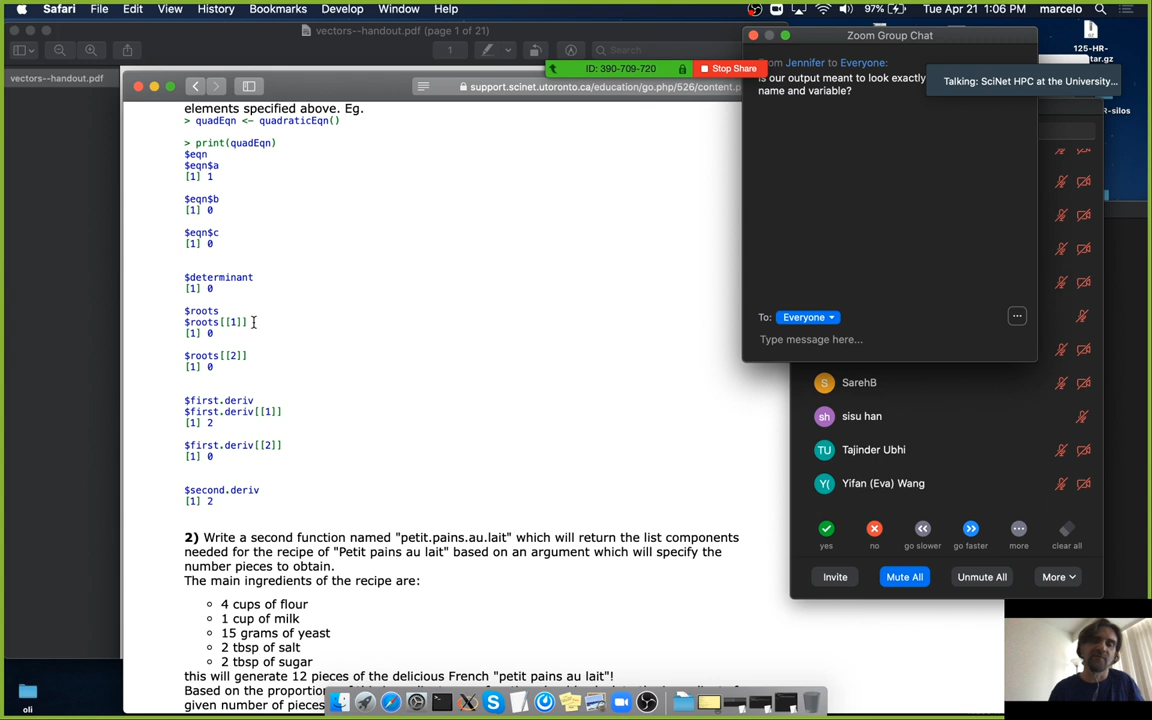 Safari File Edit View History Bookmarks Develop Window Help
97% Tue Apr 21 1:06 PM marcelo
vectors--handout.pdf (page 1 of 21)
1
Search
vectors--handout.pdf
ID: 390-709-720 Stop Share
support.scinet.utoronto.ca/education/go.php/526/content.p
elements specified above. Eg.
> quadEqn <- quadraticEqn()
> print(quadEqn)
$eqn
$eqn$a
[1] 1
$eqn$b
[1] 0
$eqn$c
[1] 0
$determinant
[1] 0
$roots
$roots[[1]]
[1] 0
$roots[[2]]
[1] 0
$first.deriv
$first.deriv[[1]]
[1] 2
$first.deriv[[2]]
[1] 0
$second.deriv
[1] 2
2) Write a second function named "petit.pains.au.lait" which will return the list components
needed for the recipe of "Petit pains au lait" based on an argument which will specify the
number pieces to obtain.
The main ingredients of the recipe are:
4 cups of flour
1 cup of milk
15 grams of yeast
2 tbsp of salt
2 tbsp of sugar
this will generate 12 pieces of the delicious French "petit pains au lait"!
Based on the proportion
given number of pieces
Zoom Group Chat
From Jennifer to Everyone:
is our output meant to look exactly
name and variable?
Talking: SciNet HPC at the University...
To: Everyone
Type message here...
S SarehB
sh sisu han
TU Tajinder Ubhi
Y( Yifan (Eva) Wang
yes no go slower go faster more clear all
Invite Mute All Unmute All More
125-HR-
tar.gz
R-silos
oli